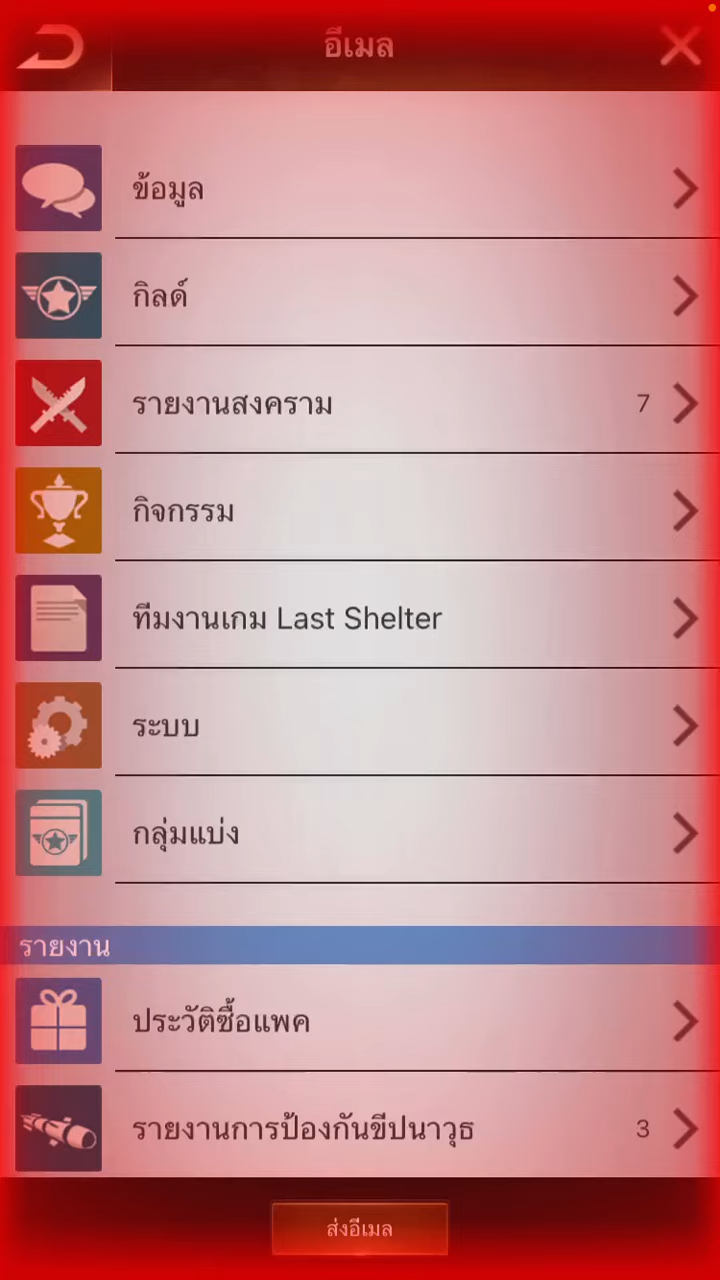 อีเมล
ข้อมูล
กิลด์
รายงานสงคราม 7
กิจกรรม
ทีมงานเกม Last Shelter
ระบบ
กลุ่มแบ่ง
รายงาน
ประวัติซื้อแพค
รายงานการป้องกันขีปนาวุธ 3
ส่งอีเมล